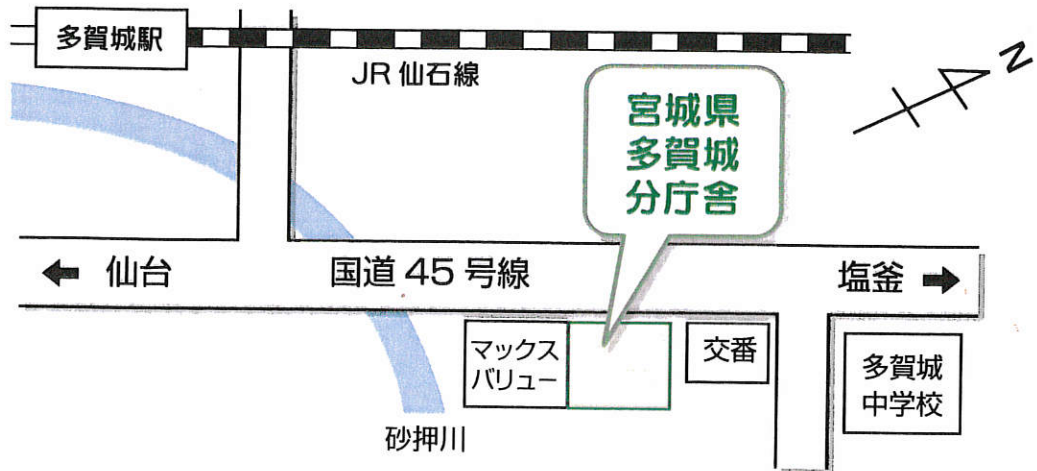 多賀城駅
JR 仙石線
N
宮城県
多賀城
分庁舎
← 仙台
国道 45 号線
塩釜 →
マックス
バリュー
交番
多賀城
中学校
砂押川